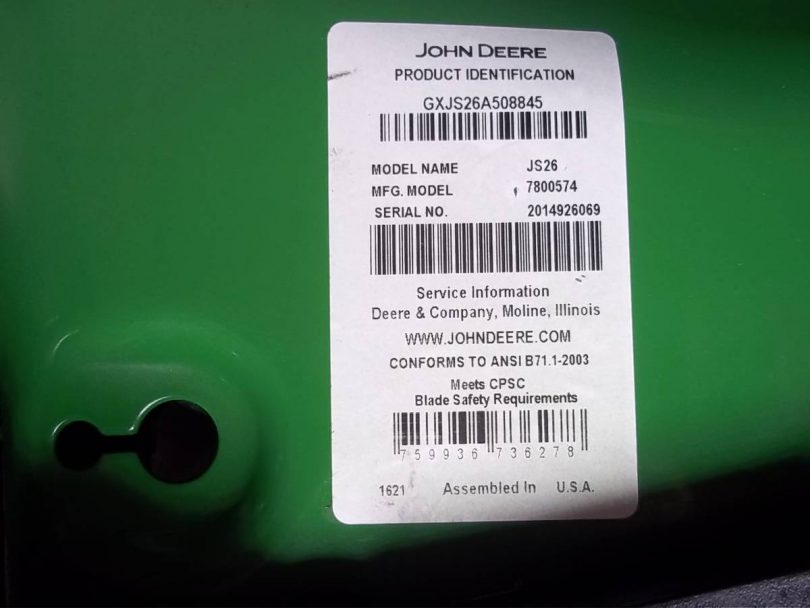 JOHN DEERE
PRODUCT IDENTIFICATION
GXJS26A508845
MODEL NAME JS26
MFG. MODEL 7800574
SERIAL NO. 2014926069
Service Information
Deere & Company, Moline, Illinois
WWW.JOHNDEERE.COM
CONFORMS TO ANSI B71.1-2003
Meets CPSC
Blade Safety Requirements
759936 736278
1621 Assembled In U.S.A.